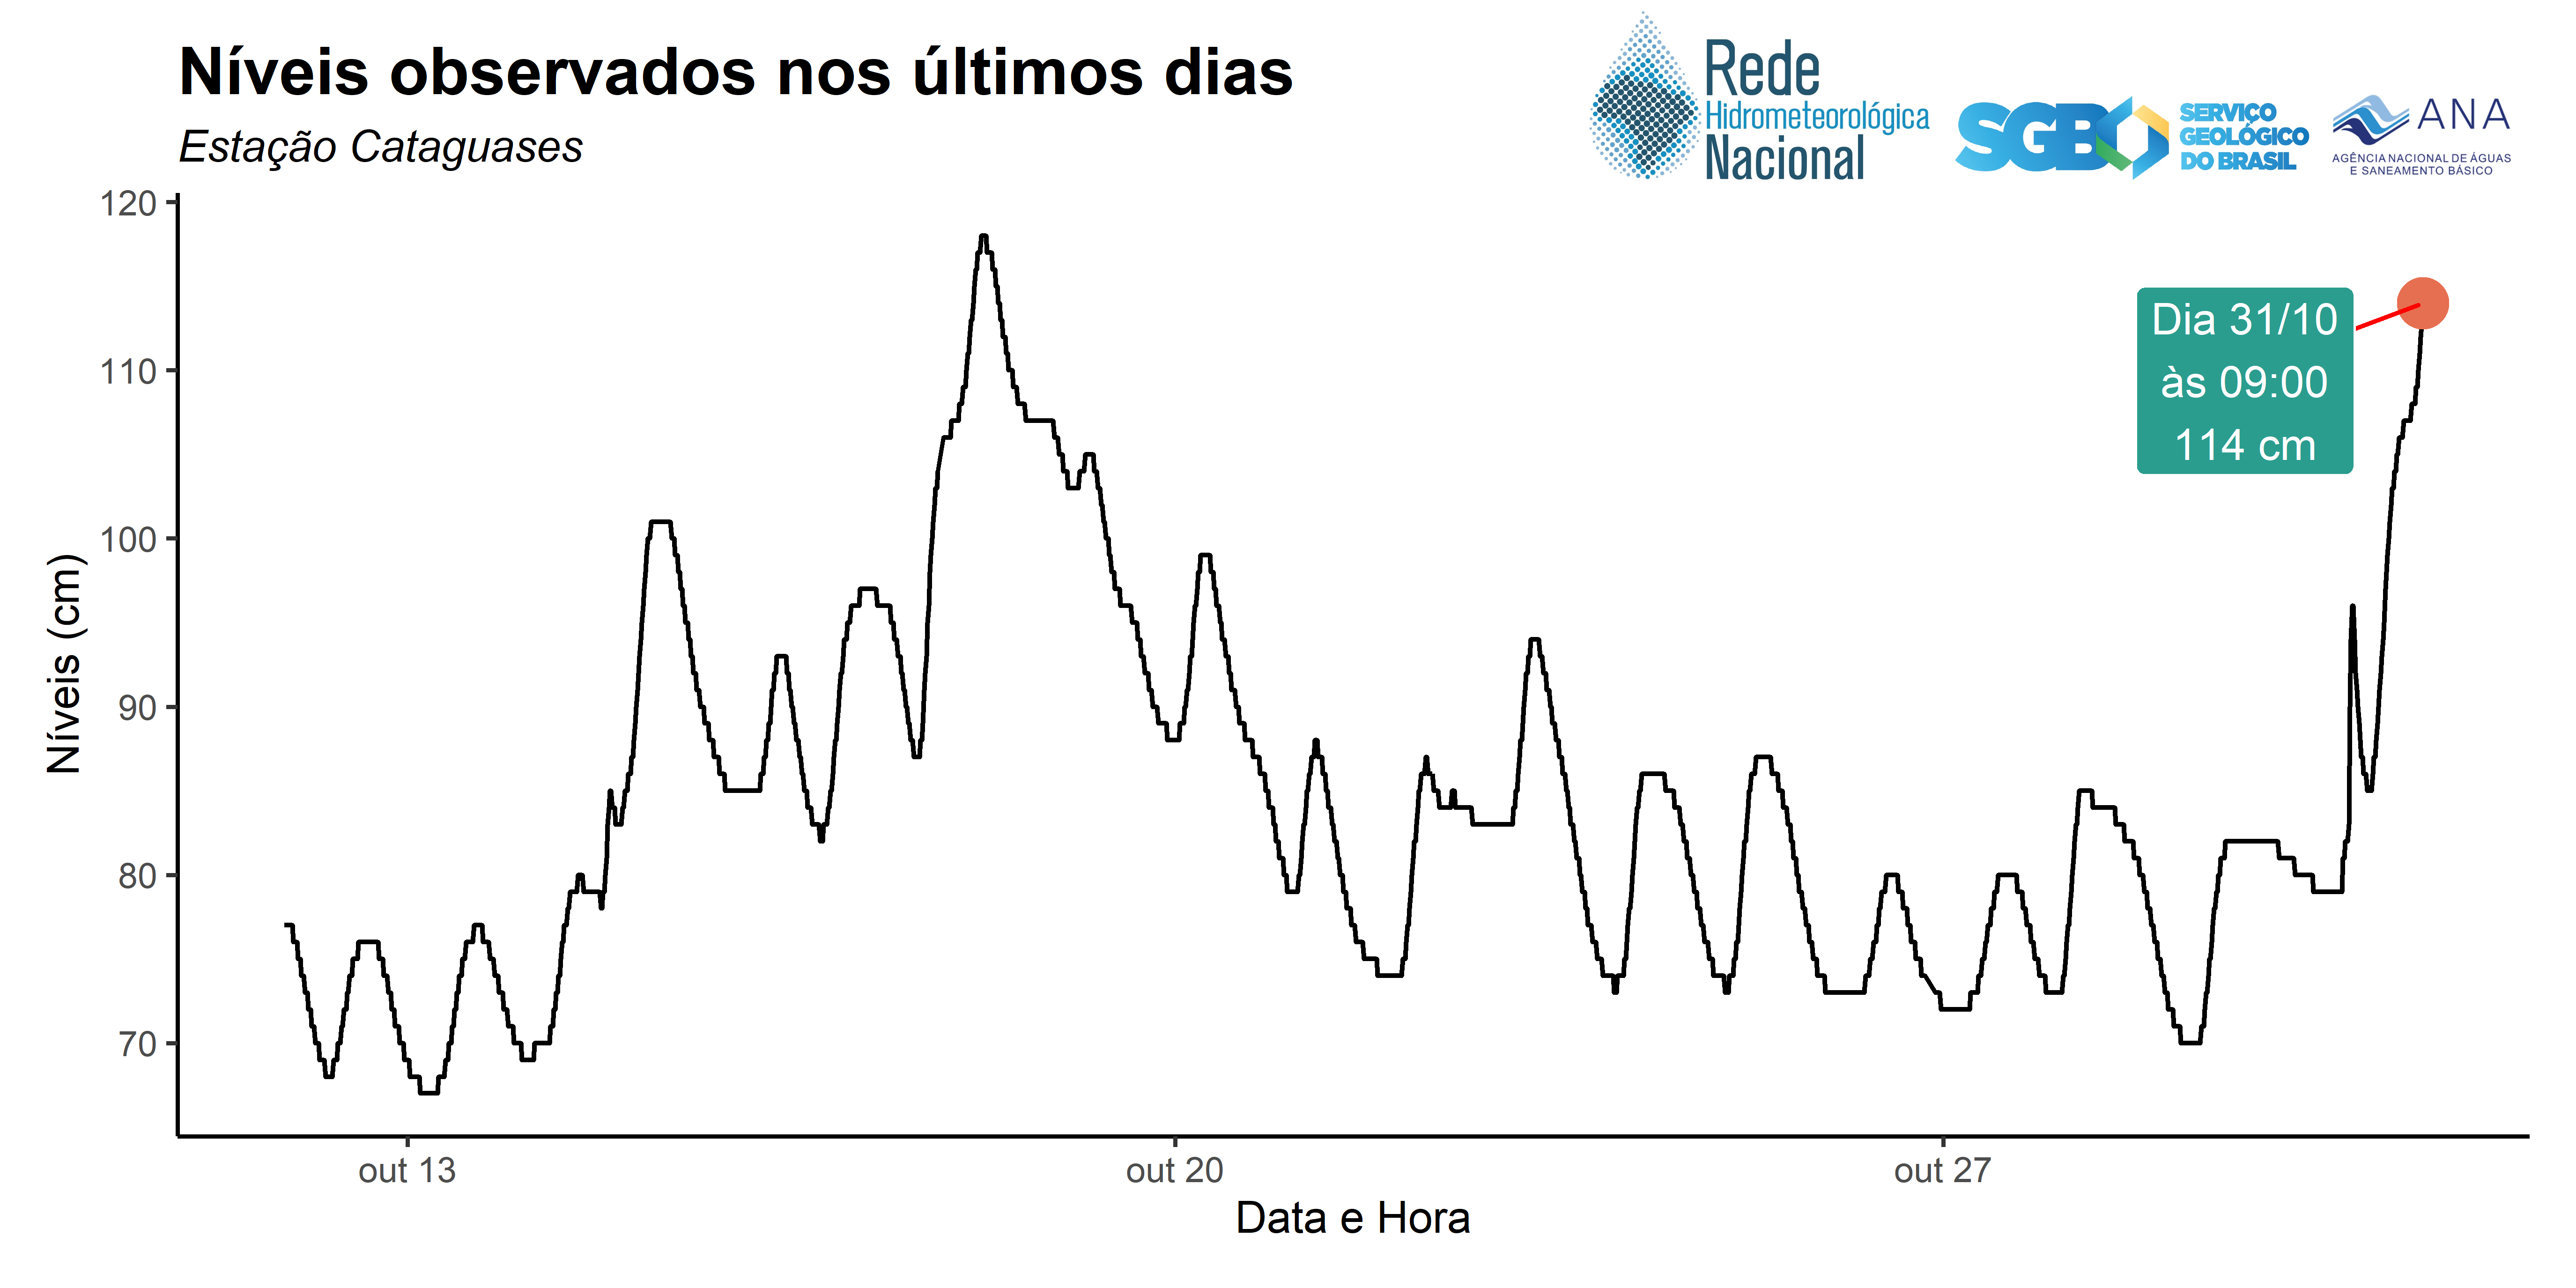 Níveis observados nos últimos dias
Estação Cataguases
Rede
Hidrometeorológica
Nacional
SGB
SERVIÇO
GEOLÓGICO
DO BRASIL
ANA
AGÊNCIA NACIONAL DE ÁGUAS
E SANEAMENTO BÁSICO
120
110
100
90
80
70
Níveis (cm)
Dia 31/10
às 09:00
114 cm
out 13
out 20
out 27
Data e Hora